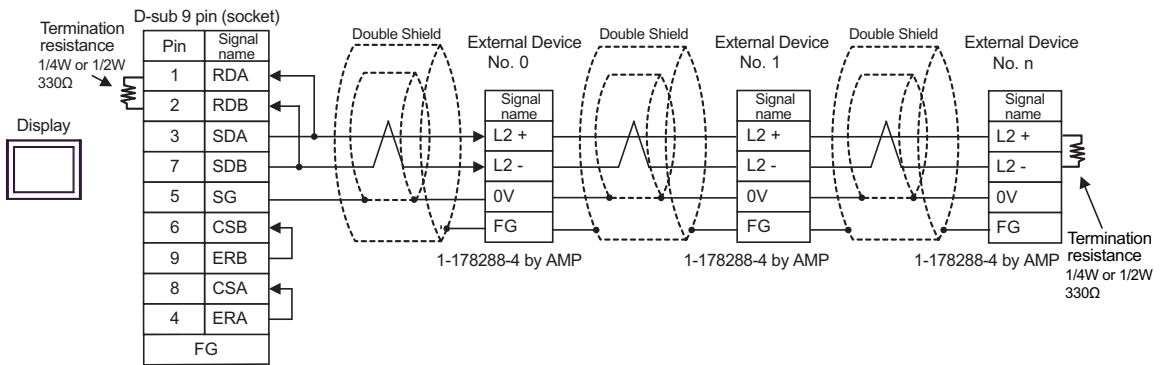 D-sub 9 pin (socket)
Termination
resistance
1/4W or 1/2W
330Ω
Display
Pin Signal name
1 RDA
2 RDB
3 SDA
7 SDB
5 SG
6 CSB
9 ERB
8 CSA
4 ERA
FG
Double Shield
External Device
No. 0
Signal
name
L2 +
L2 -
0V
FG
1-178288-4 by AMP
Double Shield
External Device
No. 1
Signal
name
L2 +
L2 -
0V
FG
1-178288-4 by AMP
Double Shield
External Device
No. n
Signal
name
L2 +
L2 -
0V
FG
1-178288-4 by AMP
Termination
resistance
1/4W or 1/2W
330Ω